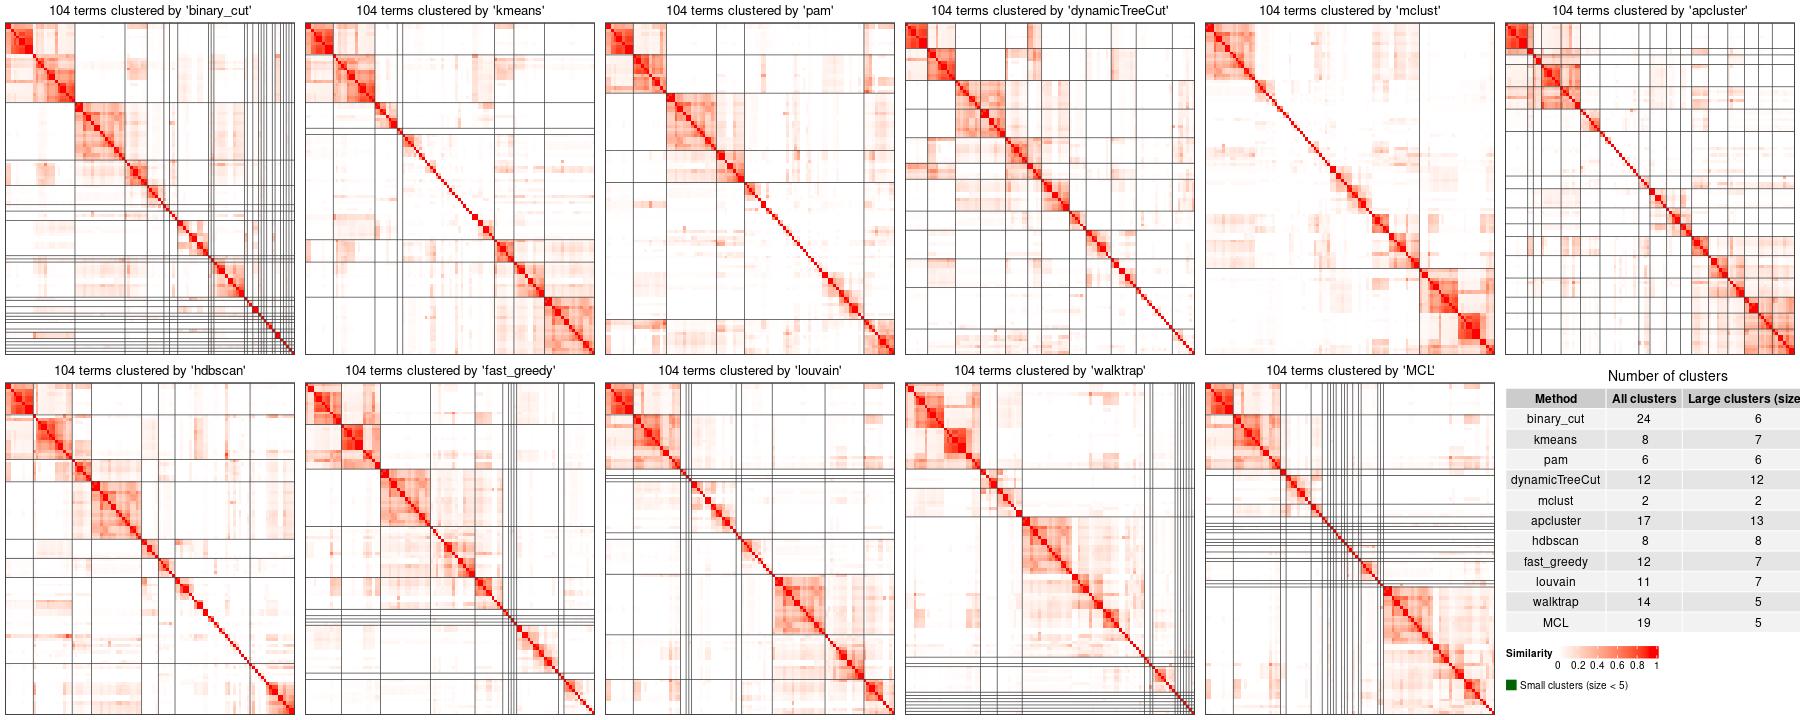 104 terms clustered by 'binary_cut'
104 terms clustered by 'kmeans'
104 terms clustered by 'pam'
104 terms clustered by 'dynamicTreeCut'
104 terms clustered by 'mclust'
104 terms clustered by 'apcluster'
104 terms clustered by 'hdbscan'
104 terms clustered by 'fast_greedy'
104 terms clustered by 'louvain'
104 terms clustered by 'walktrap'
104 terms clustered by 'MCL'
Number of clusters
Method All clusters Large clusters (size
binary_cut 24 6
kmeans 8 7
pam 6 6
dynamicTreeCut 12 12
mclust 2 2
apcluster 17 13
hdbscan 8 8
fast_greedy 12 7
louvain 11 7
walktrap 14 5
MCL 19 5
Similarity
0 0.2 0.4 0.6 0.8 1
Small clusters (size < 5)